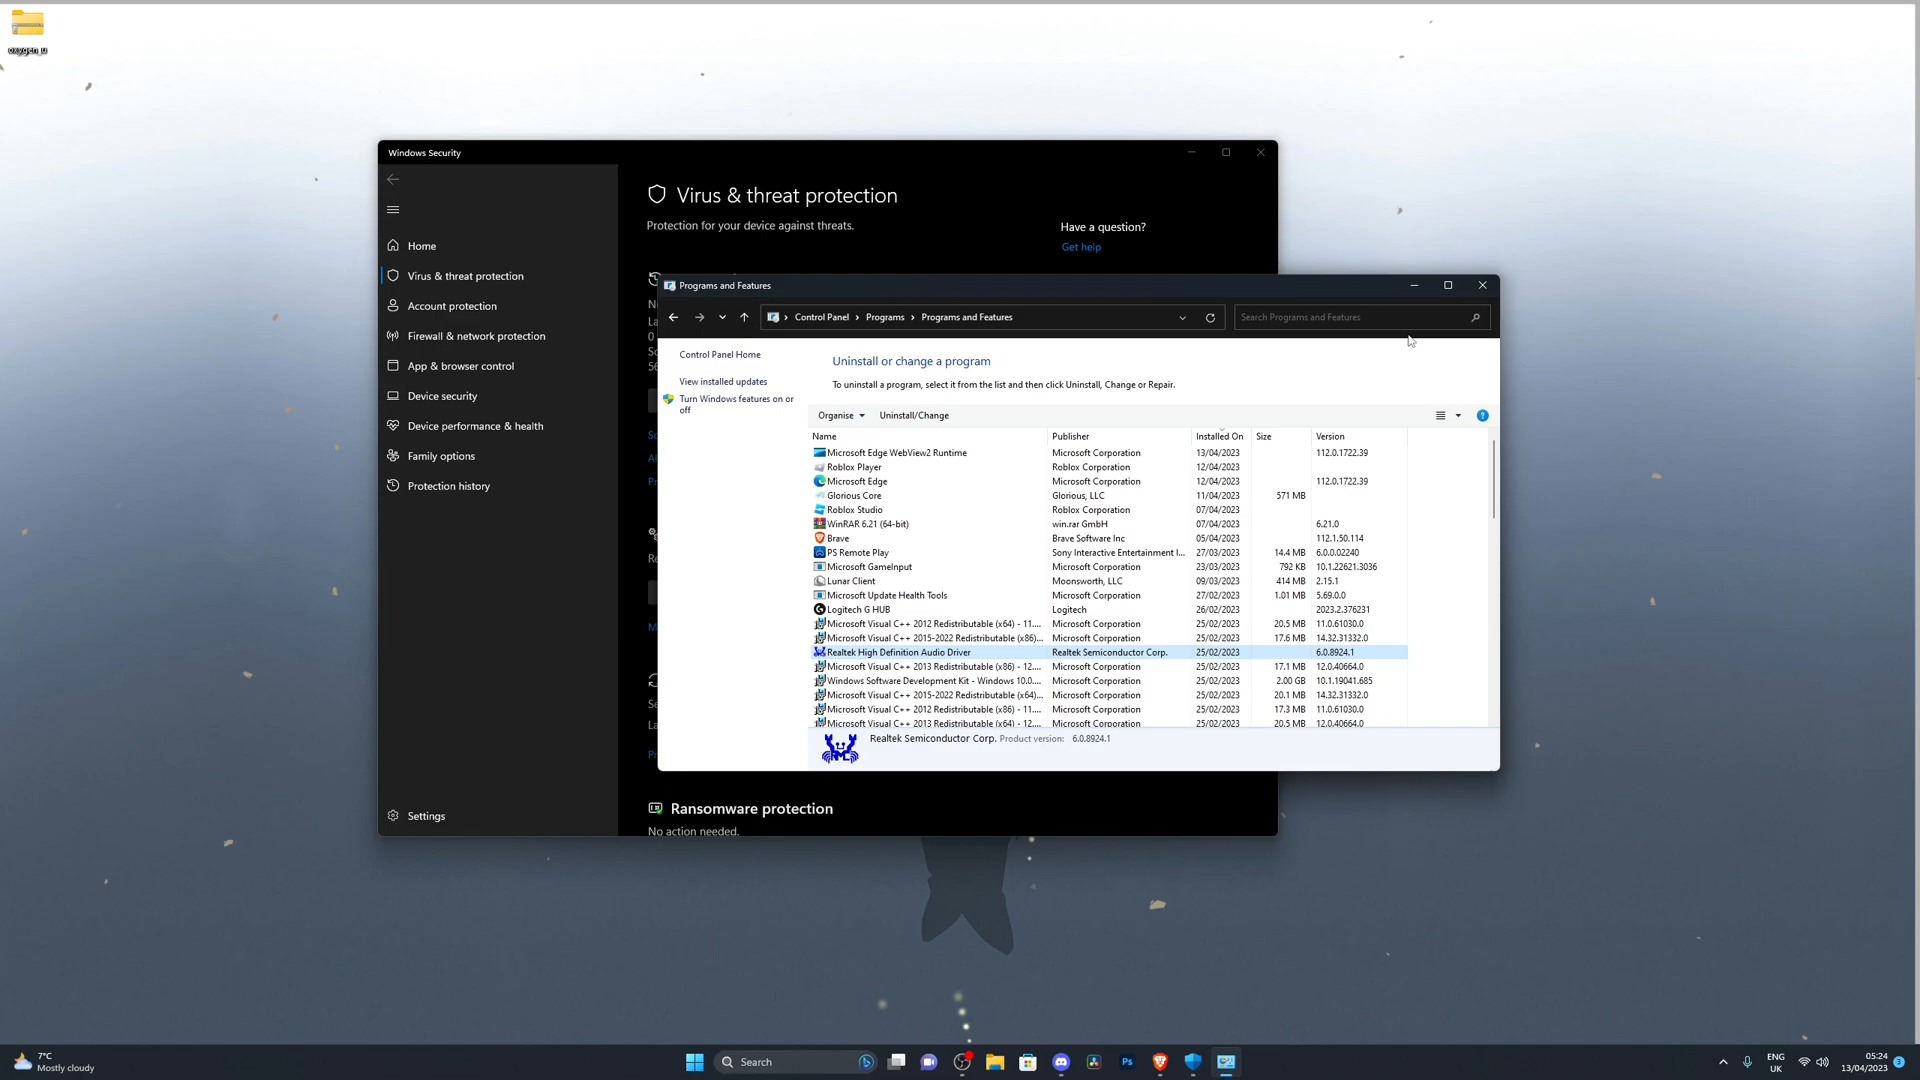 oxygen_u
Windows Security
Home
Virus & threat protection
Account protection
Firewall & network protection
App & browser control
Device security
Device performance & health
Family options
Protection history
Settings
Virus & threat protection
Protection for your device against threats.
Have a question?
Get help
Ransomware protection
No action needed.
Programs and Features
Control Panel > Programs > Programs and Features
Search Programs and Features
Control Panel Home
View installed updates
Turn Windows features on or
off
Uninstall or change a program
To uninstall a program, select it from the list and then click Uninstall, Change or Repair.
Organise Uninstall/Change
Name Publisher Installed On Size Version
Microsoft Edge WebView2 Runtime Microsoft Corporation 13/04/2023 112.0.1722.39
Roblox Player Roblox Corporation 12/04/2023
Microsoft Edge Microsoft Corporation 12/04/2023 112.0.1722.39
Glorious Core Glorious, LLC 11/04/2023 571 MB
Roblox Studio Roblox Corporation 07/04/2023
WinRAR 6.21 (64-bit) win.rar GmbH 07/04/2023 6.21.0
Brave Brave Software Inc 05/04/2023 112.1.50.114
PS Remote Play Sony Interactive Entertainment I... 27/03/2023 14.4 MB 6.0.0.02240
Microsoft GameInput Microsoft Corporation 23/03/2023 792 KB 10.1.22621.3036
Lunar Client Moonsworth, LLC 09/03/2023 414 MB 2.15.1
Microsoft Update Health Tools Microsoft Corporation 27/02/2023 1.01 MB 5.69.0.0
Logitech G HUB Logitech 26/02/2023 2023.2.376231
Microsoft Visual C++ 2012 Redistributable (x64) - 11.... Microsoft Corporation 25/02/2023 20.5 MB 11.0.61030.0
Microsoft Visual C++ 2015-2022 Redistributable (x86)... Microsoft Corporation 25/02/2023 17.6 MB 14.32.31332.0
Realtek High Definition Audio Driver Realtek Semiconductor Corp. 25/02/2023 6.0.8924.1
Microsoft Visual C++ 2013 Redistributable (x86) - 12.... Microsoft Corporation 25/02/2023 17.1 MB 12.0.40664.0
Windows Software Development Kit - Windows 10.0.... Microsoft Corporation 25/02/2023 2.00 GB 10.1.19041.685
Microsoft Visual C++ 2015-2022 Redistributable (x64)... Microsoft Corporation 25/02/2023 20.1 MB 14.32.31332.0
Microsoft Visual C++ 2012 Redistributable (x86) - 11.... Microsoft Corporation 25/02/2023 17.3 MB 11.0.61030.0
Microsoft Visual C++ 2013 Redistributable (x64) - 12.... Microsoft Corporation 25/02/2023 20.5 MB 12.0.40664.0
Realtek Semiconductor Corp. Product version: 6.0.8924.1
7°C
Mostly cloudy
Search
Ps
ENG
UK
05:24
13/04/2023
3